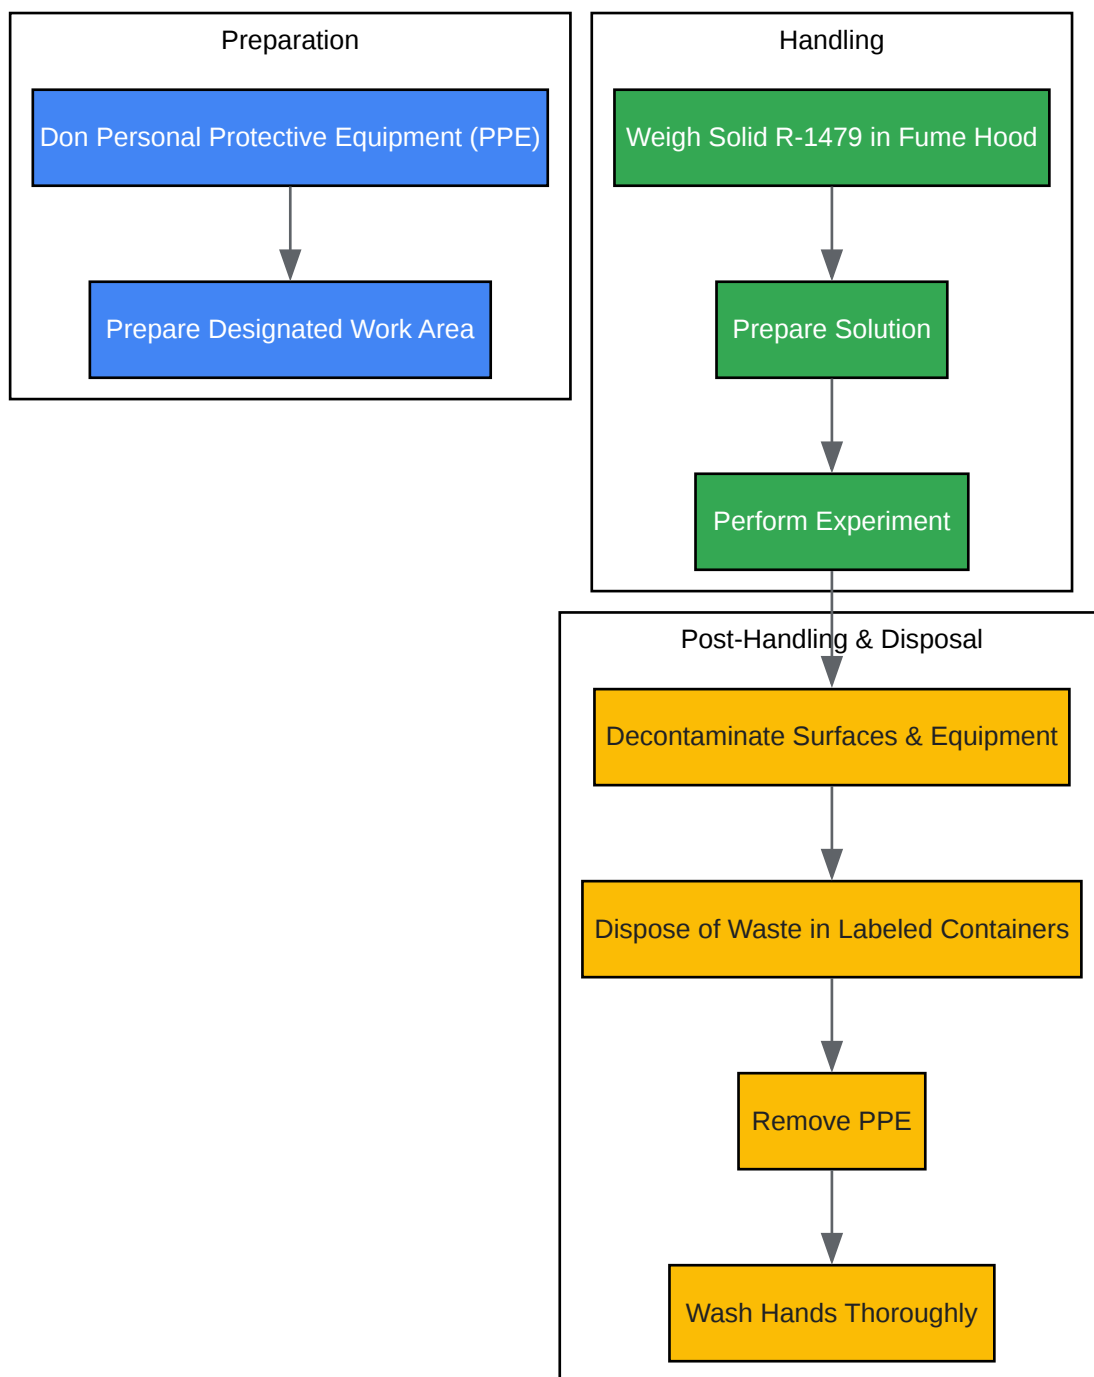 Preparation
Don Personal Protective Equipment (PPE)
Prepare Designated Work Area
Handling
Weigh Solid R-1479 in Fume Hood
Prepare Solution
Perform Experiment
Post-Handling & Disposal
Decontaminate Surfaces & Equipment
Dispose of Waste in Labeled Containers
Remove PPE
Wash Hands Thoroughly